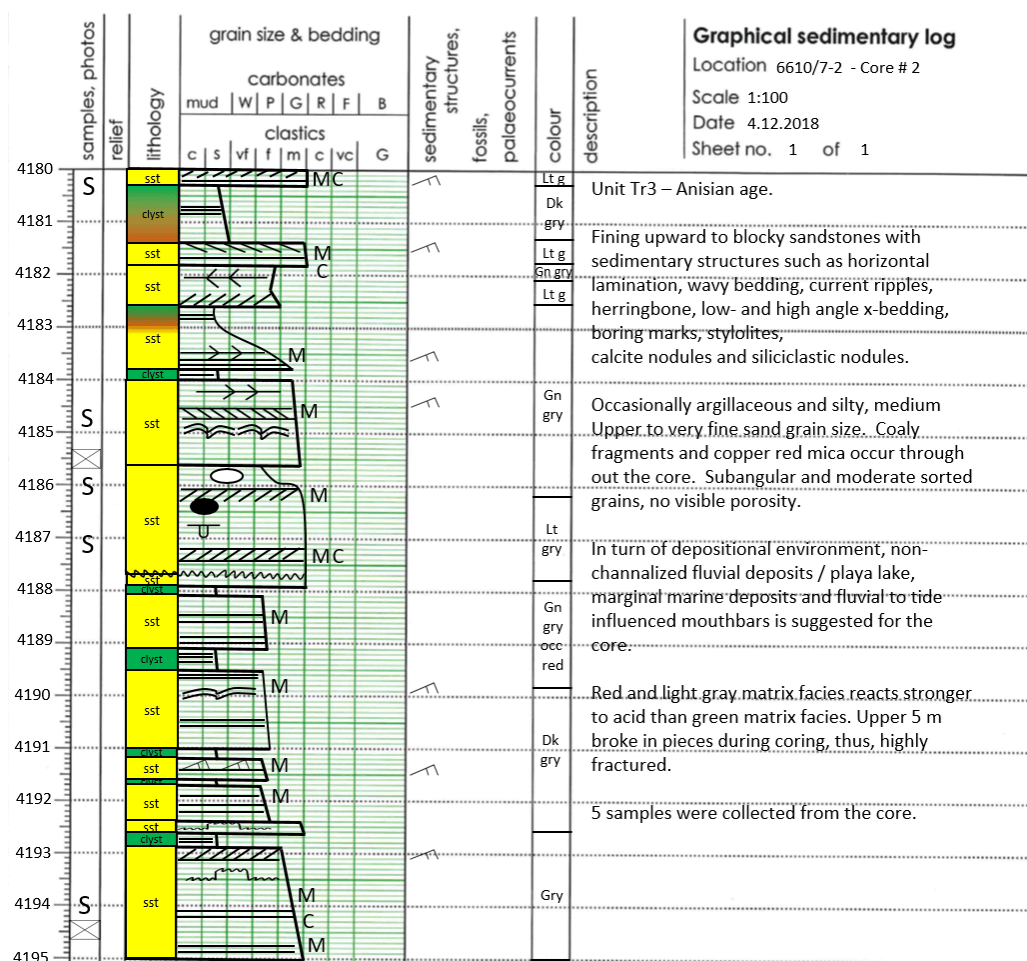 grain size & bedding
carbonates
mud W P G R F B
clastics
c s vf f m c vc G
samples, photos
relief
lithology
sedimentary structures,
fossils,
palaeocurrents
colour
description
Graphical sedimentary log
Location 6610/7-2 - Core # 2
Scale 1:100
Date 4.12.2018
Sheet no. 1 of 1
4180
4181
4182
4183
4184
4185
4186
4187
4188
4189
4190
4191
4192
4193
4194
4195
S
S
S
S
S
sst
clyst
sst
sst
sst
clyst
sst
sst
sst
clyst
sst
clyst
sst
clyst
sst
sst
sst
clyst
sst
MC
M
C
M
M
M
MC
M
M
M
M
M
C
M
Lt g
Dk
gry
Lt g
Gn gry
Lt g
Gn
gry
Lt
gry
Gn
gry
occ
red
Dk
gry
Gry
Unit Tr3 – Anisian age.
Fining upward to blocky sandstones with
sedimentary structures such as horizontal
lamination, wavy bedding, current ripples,
herringbone, low- and high angle x-bedding,
boring marks, stylolites,
calcite nodules and siliciclastic nodules.
Occasionally argillaceous and silty, medium
Upper to very fine sand grain size. Coaly
fragments and copper red mica occur through
out the core. Subangular and moderate sorted
grains, no visible porosity.
In turn of depositional environment, non-
channalized fluvial deposits / playa lake,
marginal marine deposits and fluvial to tide
influenced mouthbars is suggested for the
core.
Red and light gray matrix facies reacts stronger
to acid than green matrix facies. Upper 5 m
broke in pieces during coring, thus, highly
fractured.
5 samples were collected from the core.